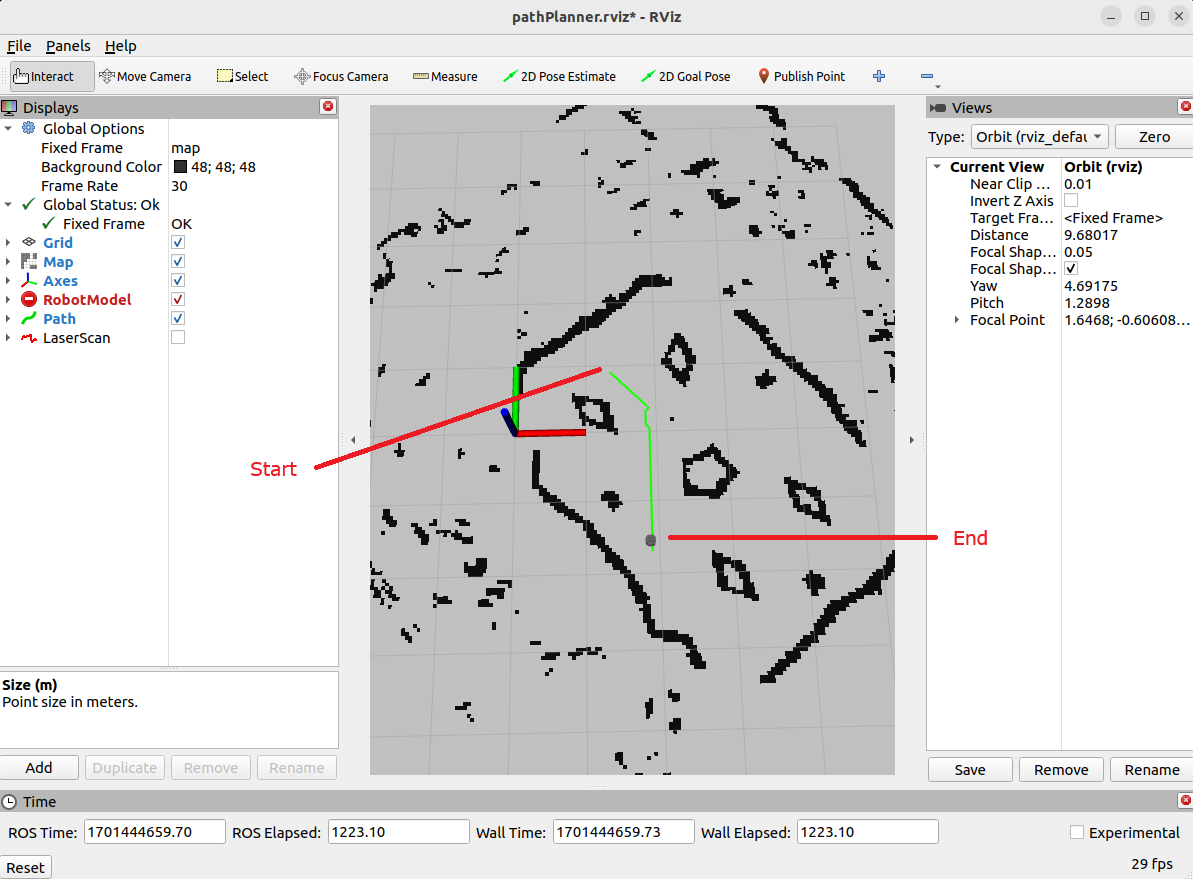 pathPlanner.rviz* - RViz
File Panels Help
Interact Move Camera Select Focus Camera Measure 2D Pose Estimate 2D Goal Pose Publish Point
Displays
Global Options
Fixed Frame map
Background Color 48; 48; 48
Frame Rate 30
Global Status: Ok
Fixed Frame OK
Grid
Map
Axes
RobotModel
Path
LaserScan
Size (m)
Point size in meters.
Add Duplicate Remove Rename
Start
End
Views
Type: Orbit (rviz_defau Zero
Current View Orbit (rviz)
Near Clip ... 0.01
Invert Z Axis
Target Fra... <Fixed Frame>
Distance 9.68017
Focal Shap... 0.05
Focal Shap...
Yaw 4.69175
Pitch 1.2898
Focal Point 1.6468; -0.60608...
Save Remove Rename
Time
ROS Time: 1701444659.70 ROS Elapsed: 1223.10 Wall Time: 1701444659.73 Wall Elapsed: 1223.10 Experimental
Reset 29 fps